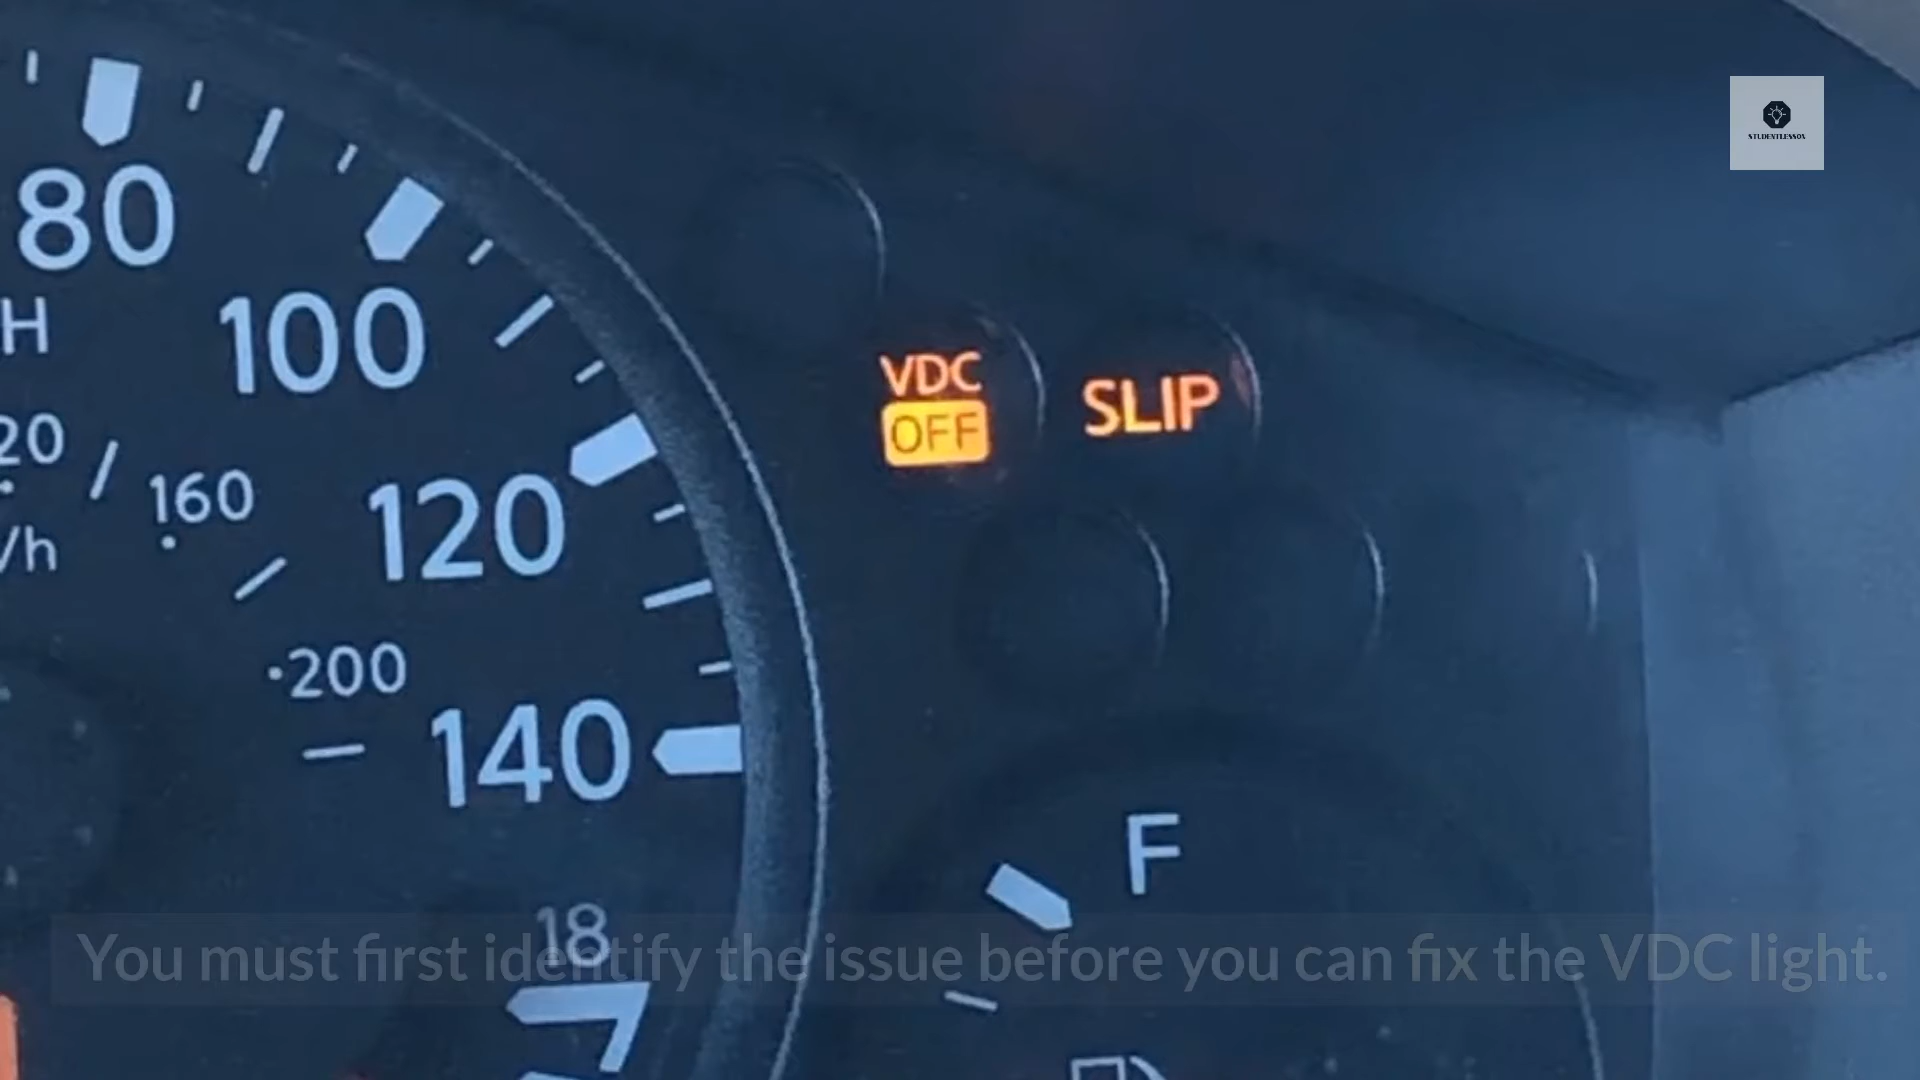 80
100
120
140
H
20
160
/h
200
18
VDC
OFF
SLIP
F
STUDENTLESSON
You must first identify the issue before you can fix the VDC light.